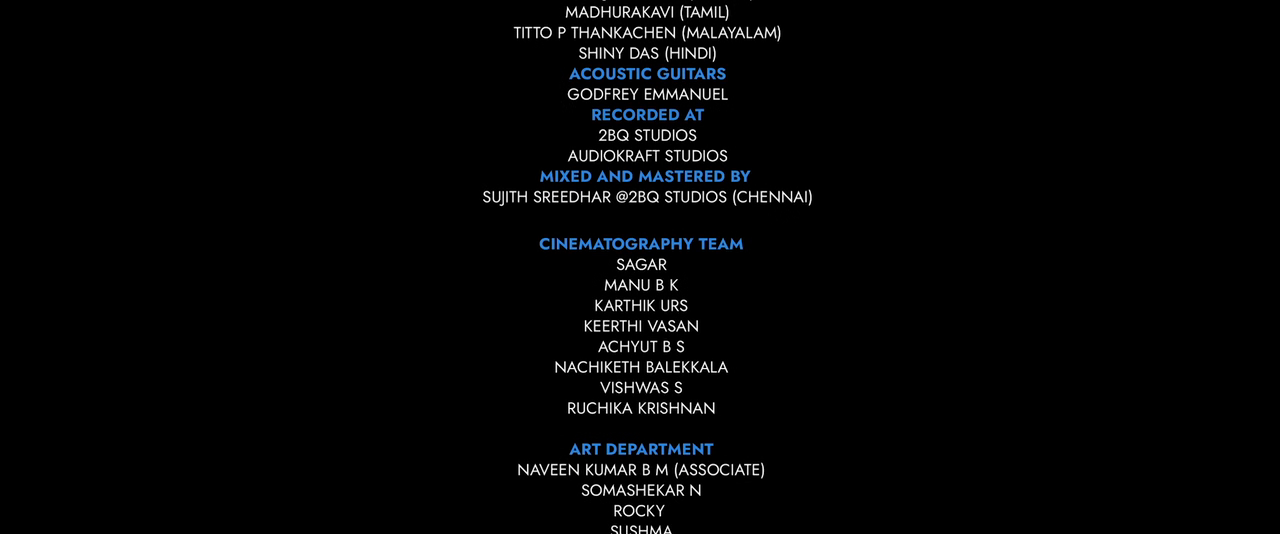 MADHURAKAVI (TAMIL)
TITTO P THANKACHEN (MALAYALAM)
SHINY DAS (HINDI)
ACOUSTIC GUITARS
GODFREY EMMANUEL
RECORDED AT
2BQ STUDIOS
AUDIOKRAFT STUDIOS
MIXED AND MASTERED BY
SUJITH SREEDHAR @2BQ STUDIOS (CHENNAI)
CINEMATOGRAPHY TEAM
SAGAR
MANU B K
KARTHIK URS
KEERTHI VASAN
ACHYUT B S
NACHIKETH BALEKKALA
VISHWAS S
RUCHIKA KRISHNAN
ART DEPARTMENT
NAVEEN KUMAR B M (ASSOCIATE)
SOMASHEKAR N
ROCKY
SUSHMA